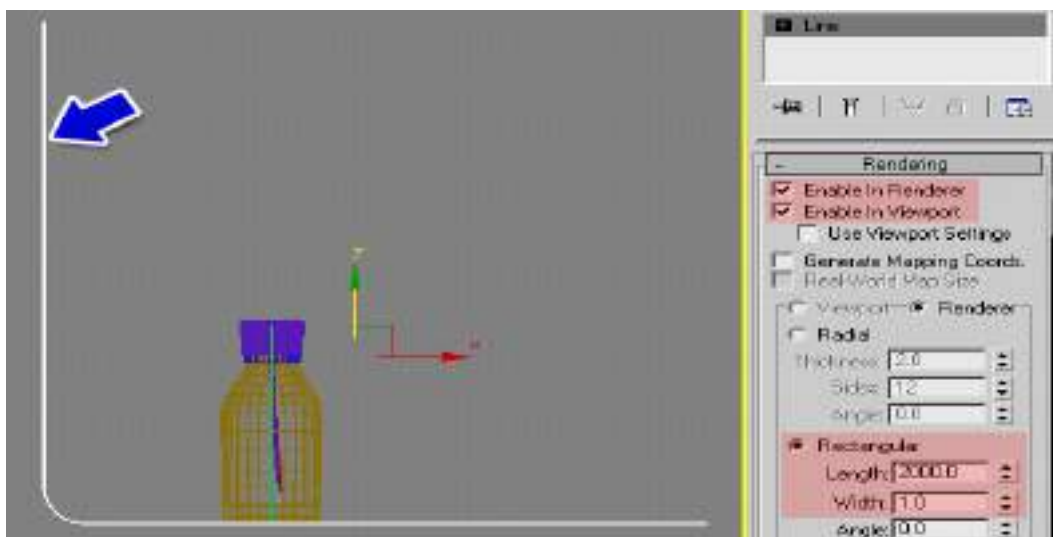 Line
Rendering
Enable In Renderer
Enable In Viewport
Use Viewport Settings
Generate Mapping Coords.
Real-World Map Size
Viewport Renderer
Radial
Thickness: 2.0
Sides: 12
Angle: 0.0
Rectangular
Length: 2000.0
Width: 1.0
Angle: 0.0